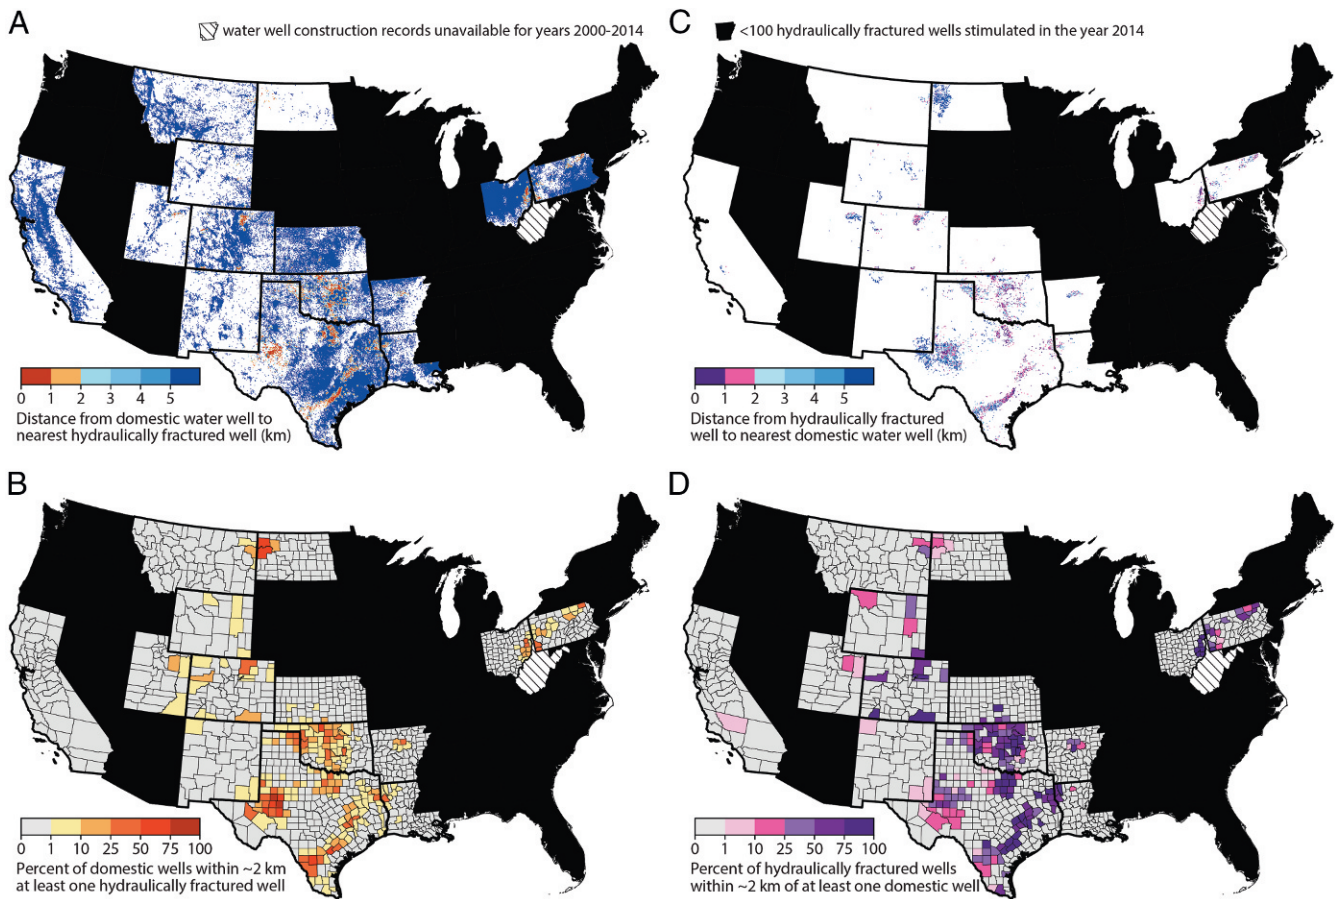 A
water well construction records unavailable for years 2000-2014
0 1 2 3 4 5
Distance from domestic water well to
nearest hydraulically fractured well (km)
C
<100 hydraulically fractured wells stimulated in the year 2014
0 1 2 3 4 5
Distance from hydraulically fractured
well to nearest domestic water well (km)
B
0 1 10 25 50 75 100
Percent of domestic wells within ~2 km
at least one hydraulically fractured well
D
0 1 10 25 50 75 100
Percent of hydraulically fractured wells
within ~2 km of at least one domestic well